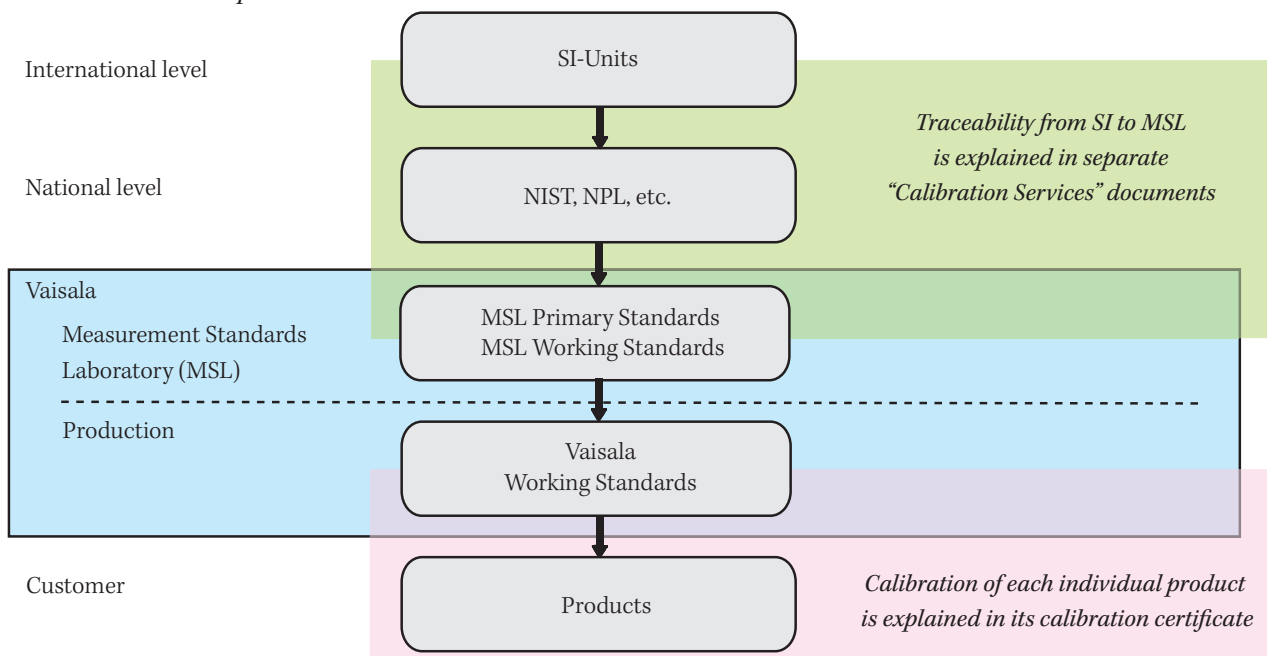 SI-Units
International level
Traceability from SI to MSL
is explained in separate
“Calibration Services” documents
National level
NIST, NPL, etc.
Vaisala
Measurement Standards
Laboratory (MSL)
MSL Primary Standards
MSL Working Standards
Production
Vaisala
Working Standards
Customer
Products
Calibration of each individual product
is explained in its calibration certificate